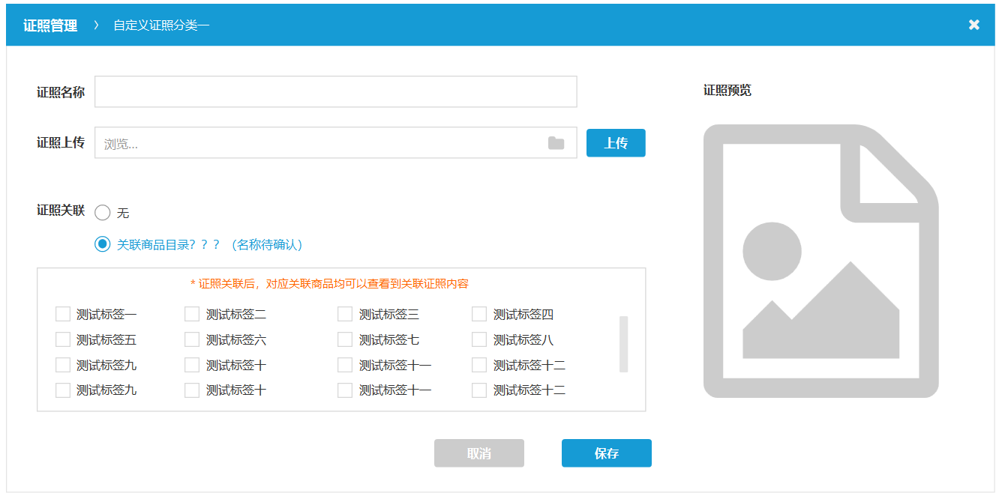 证照管理 > 自定义证照分类一
证照名称
证照预览
证照上传 浏览... 上传
证照关联 无
关联商品目录？？？（名称待确认）
* 证照关联后，对应关联商品均可以查看到关联证照内容
测试标签一 测试标签二 测试标签三 测试标签四
测试标签五 测试标签六 测试标签七 测试标签八
测试标签九 测试标签十 测试标签十一 测试标签十二
测试标签九 测试标签十 测试标签十一 测试标签十二
取消 保存